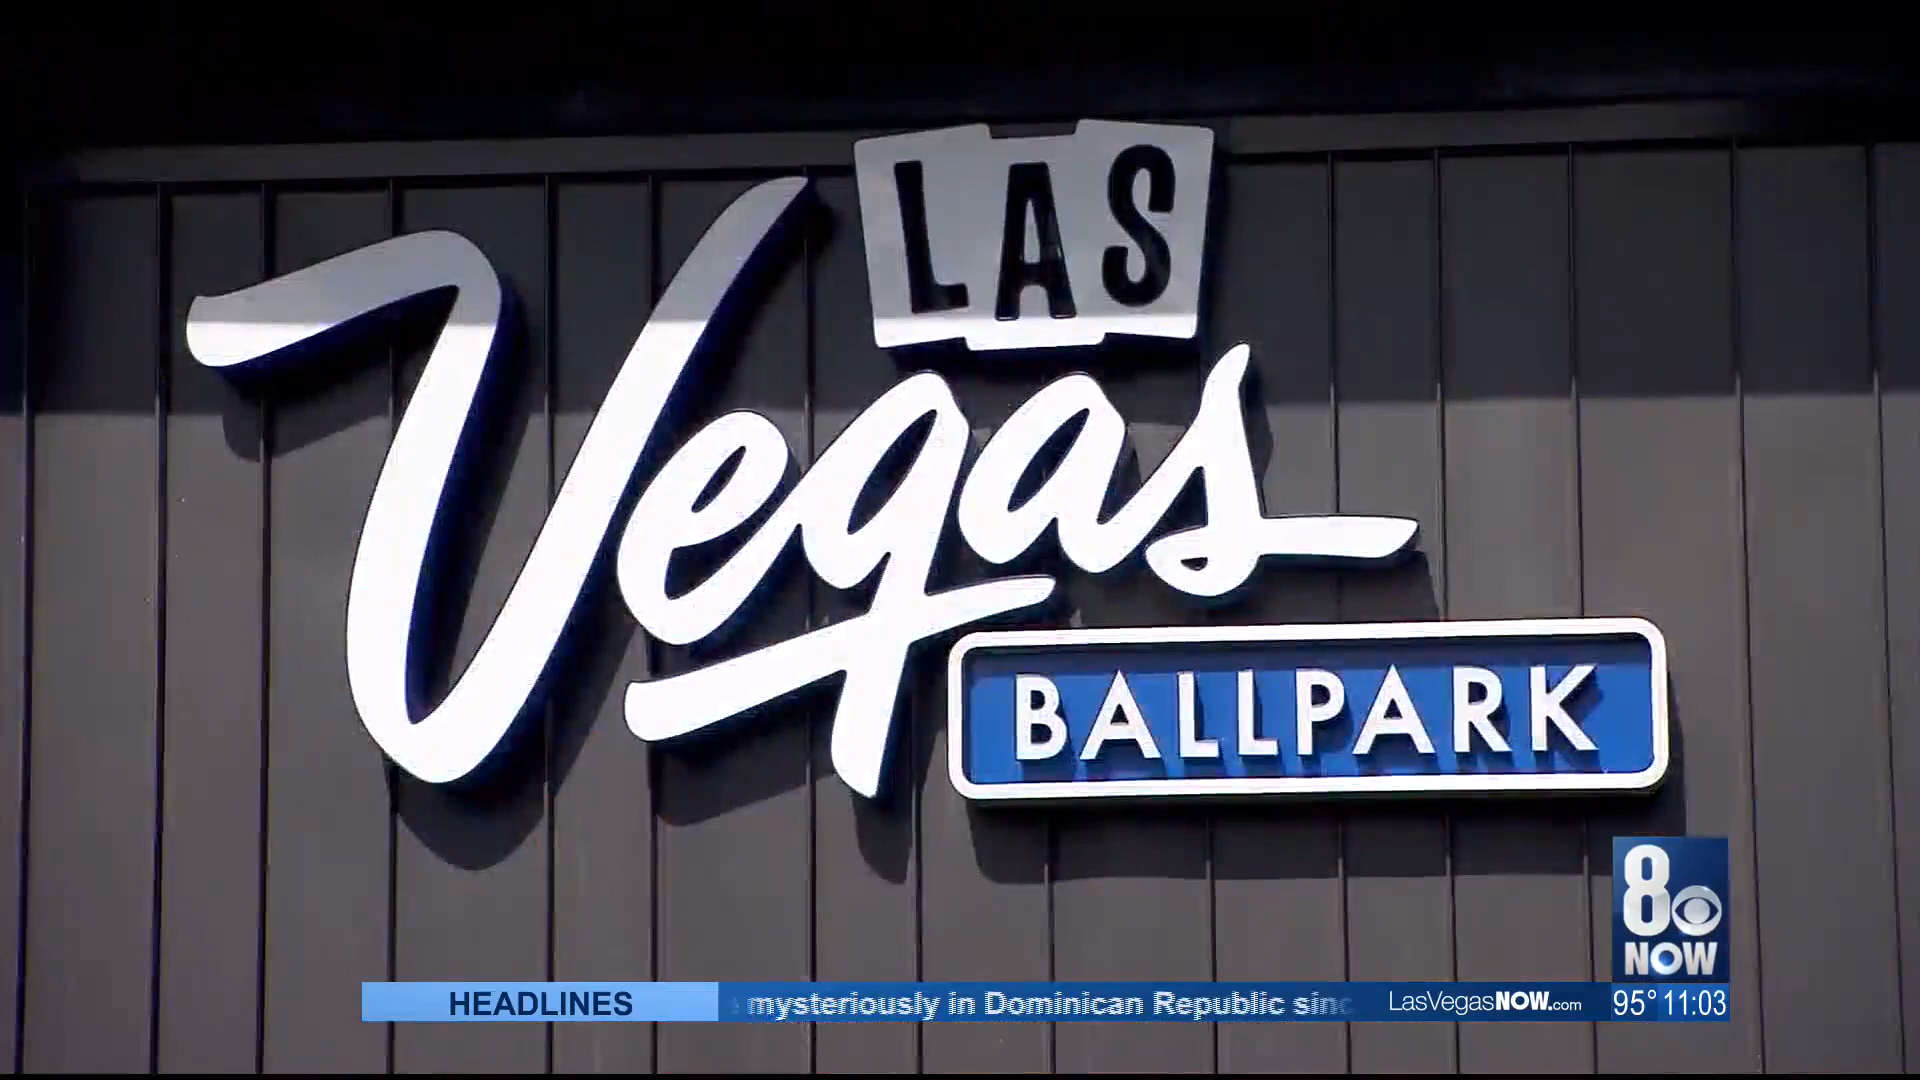 LAS
Vegas
BALLPARK
8
NOW
HEADLINES mysteriously in Dominican Republic LasVegasNOW.com 95° 11:03